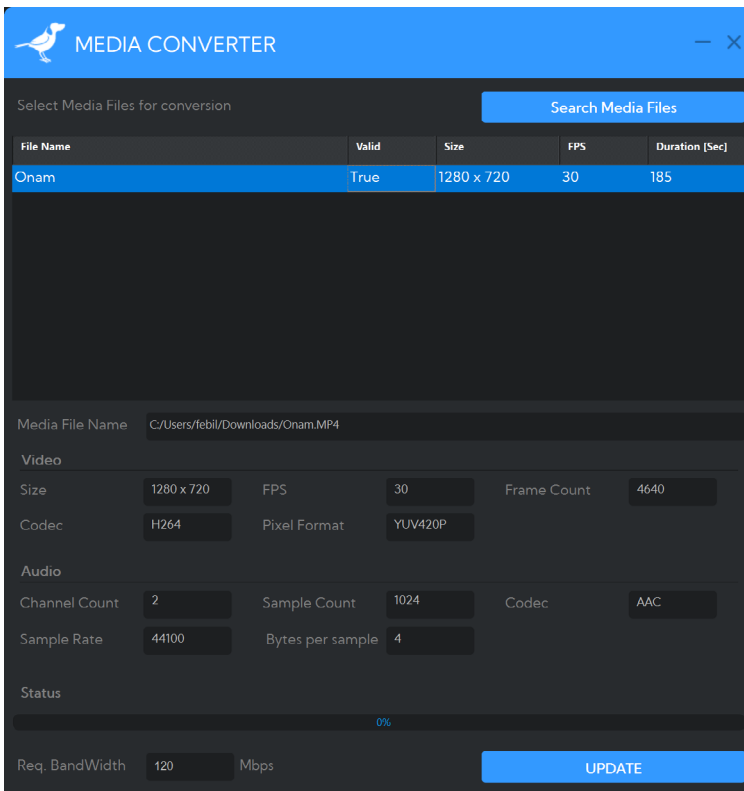 MEDIA CONVERTER
Select Media Files for conversion Search Media Files
File Name Valid Size FPS Duration [Sec]
Onam True 1280 x 720 30 185
Media File Name C:/Users/febil/Downloads/Onam.MP4
Video
Size 1280 x 720 FPS 30 Frame Count 4640
Codec H264 Pixel Format YUV420P
Audio
Channel Count 2 Sample Count 1024 Codec AAC
Sample Rate 44100 Bytes per sample 4
Status
0%
Req. BandWidth 120 Mbps UPDATE